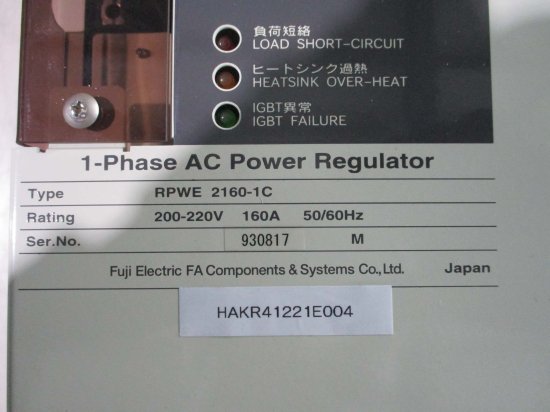 負荷短絡
LOAD SHORT-CIRCUIT
ヒートシンク過熱
HEATSINK OVER-HEAT
IGBT異常
IGBT FAILURE
1-Phase AC Power Regulator
Type RPWE 2160-1C
Rating 200-220V 160A 50/60Hz
Ser.No. 930817 M
Fuji Electric FA Components & Systems Co., Ltd. Japan
HAKR41221E004